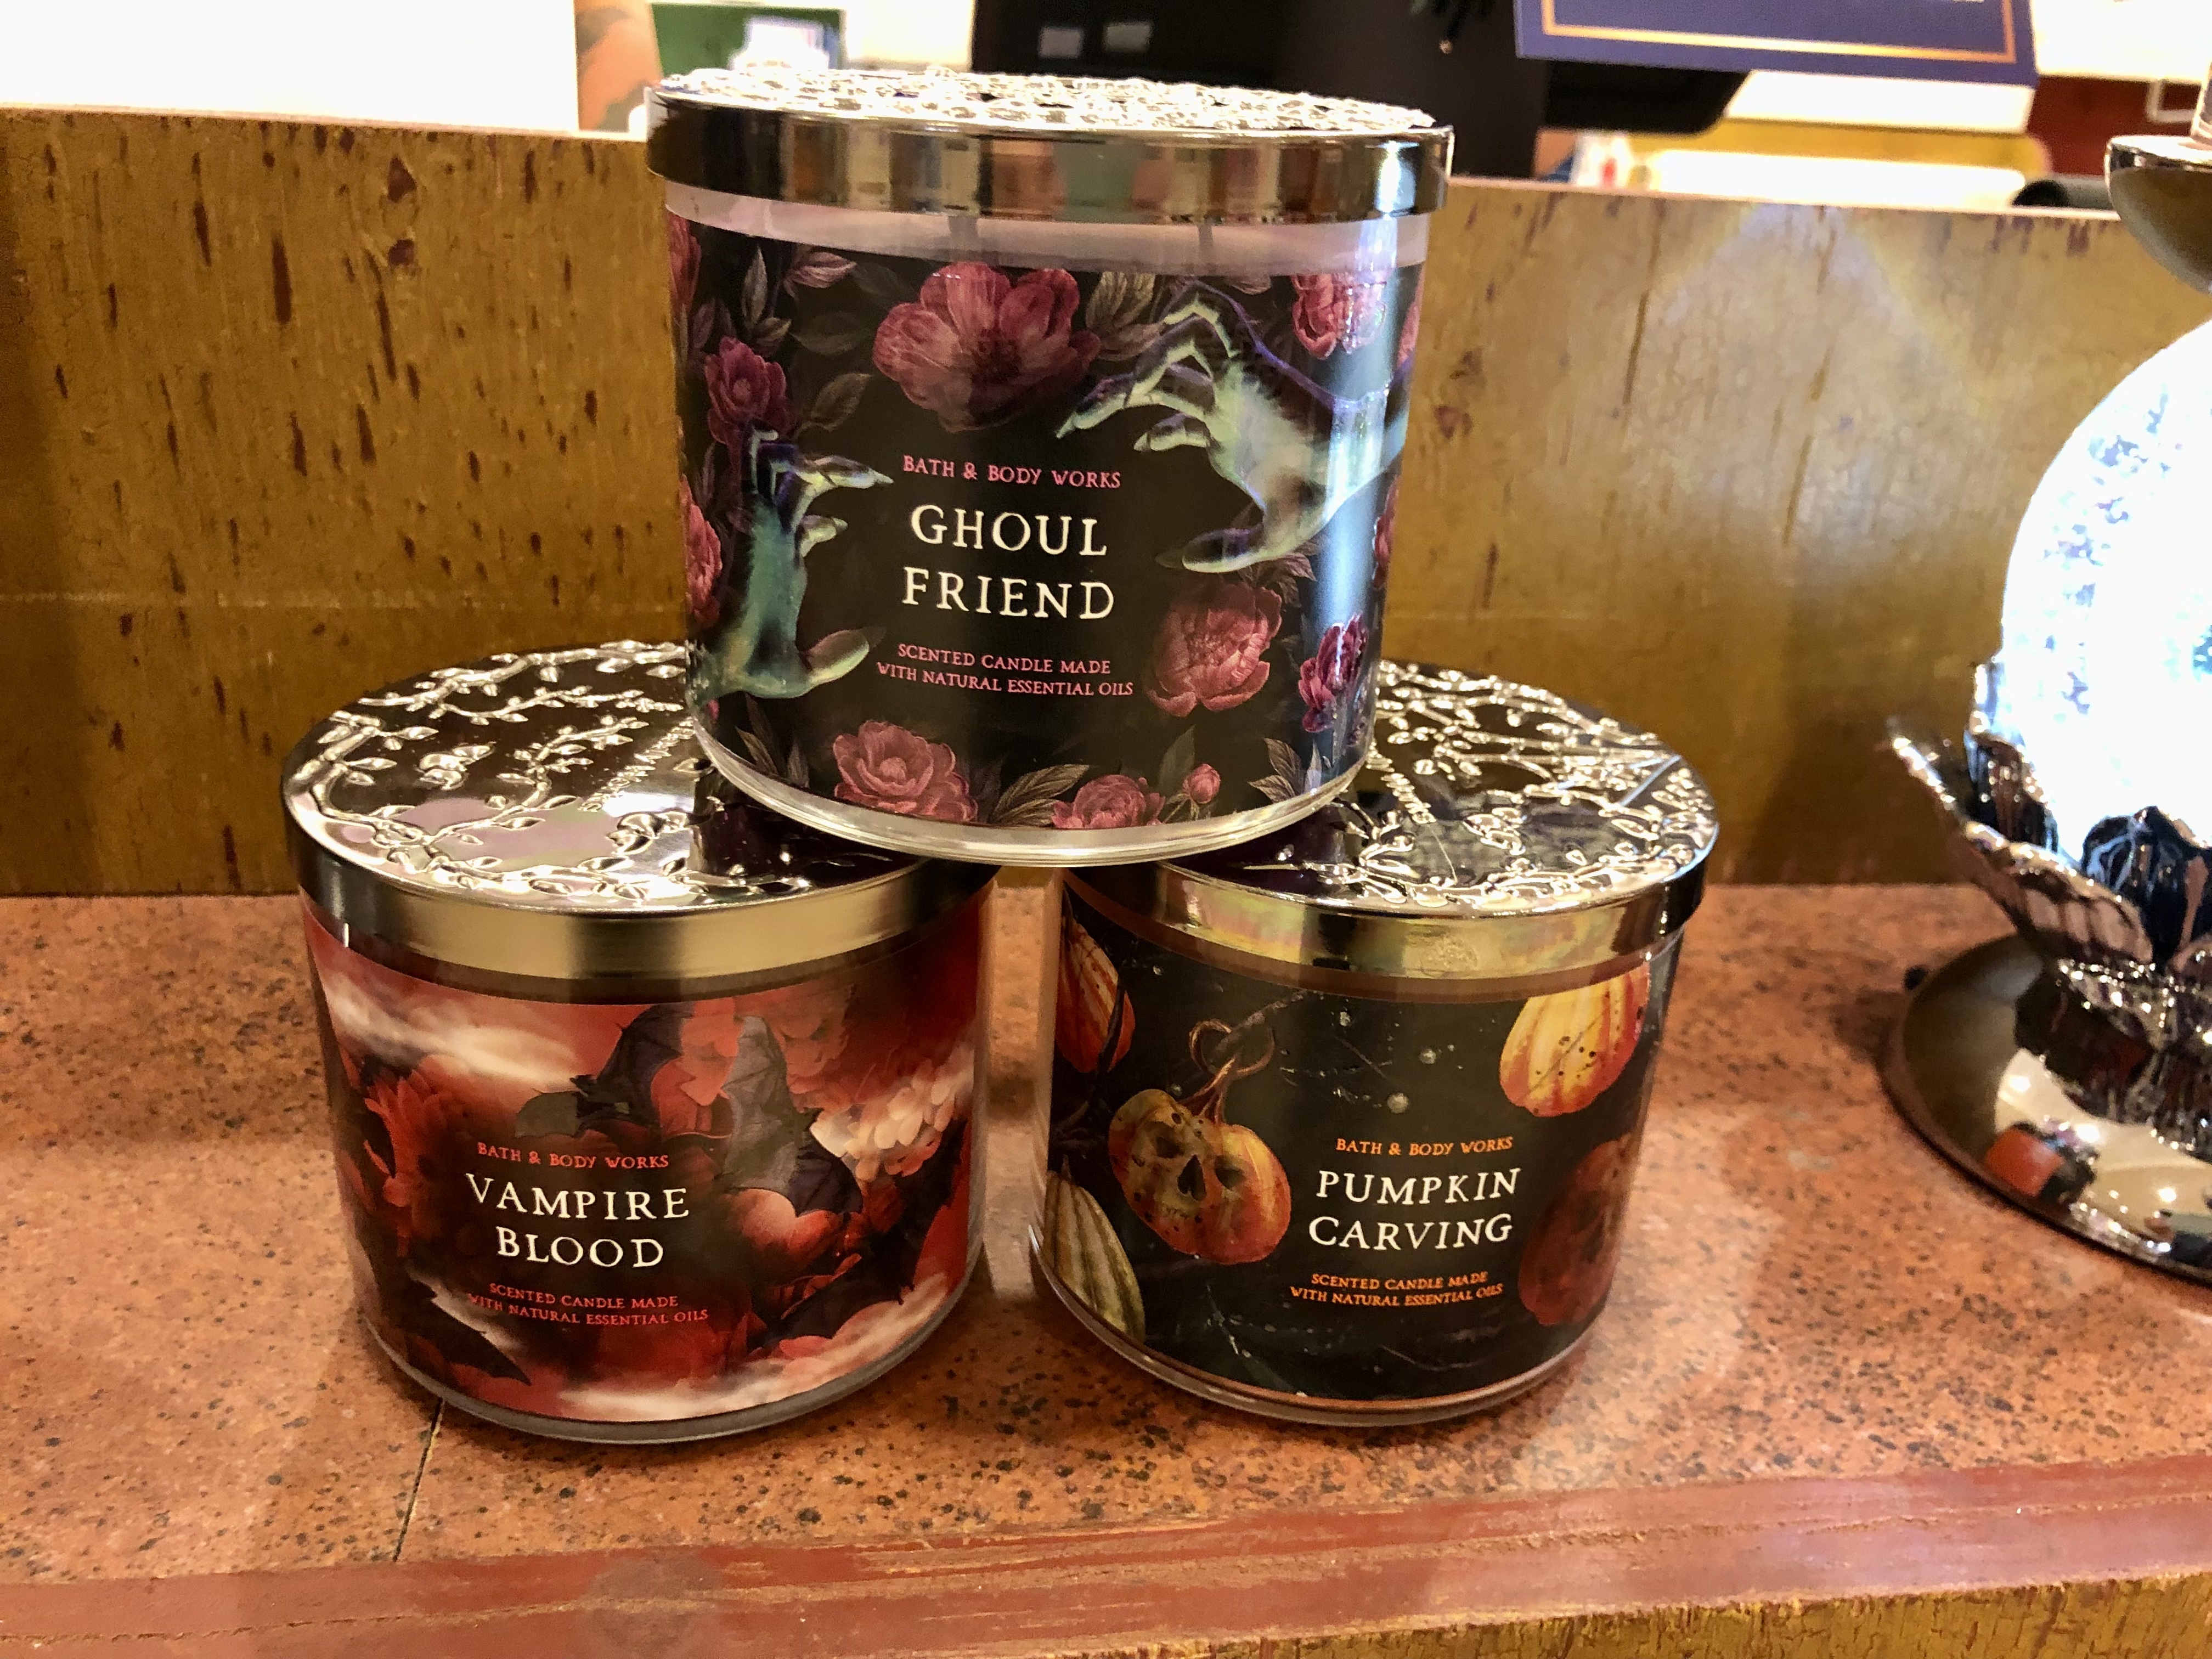 BATH & BODY WORKS
GHOUL
FRIEND
SCENTED CANDLE MADE
WITH NATURAL ESSENTIAL OILS
BATH & BODY WORKS
VAMPIRE
BLOOD
SCENTED CANDLE MADE
WITH NATURAL ESSENTIAL OILS
BATH & BODY WORKS
PUMPKIN
CARVING
SCENTED CANDLE MADE
WITH NATURAL ESSENTIAL OILS